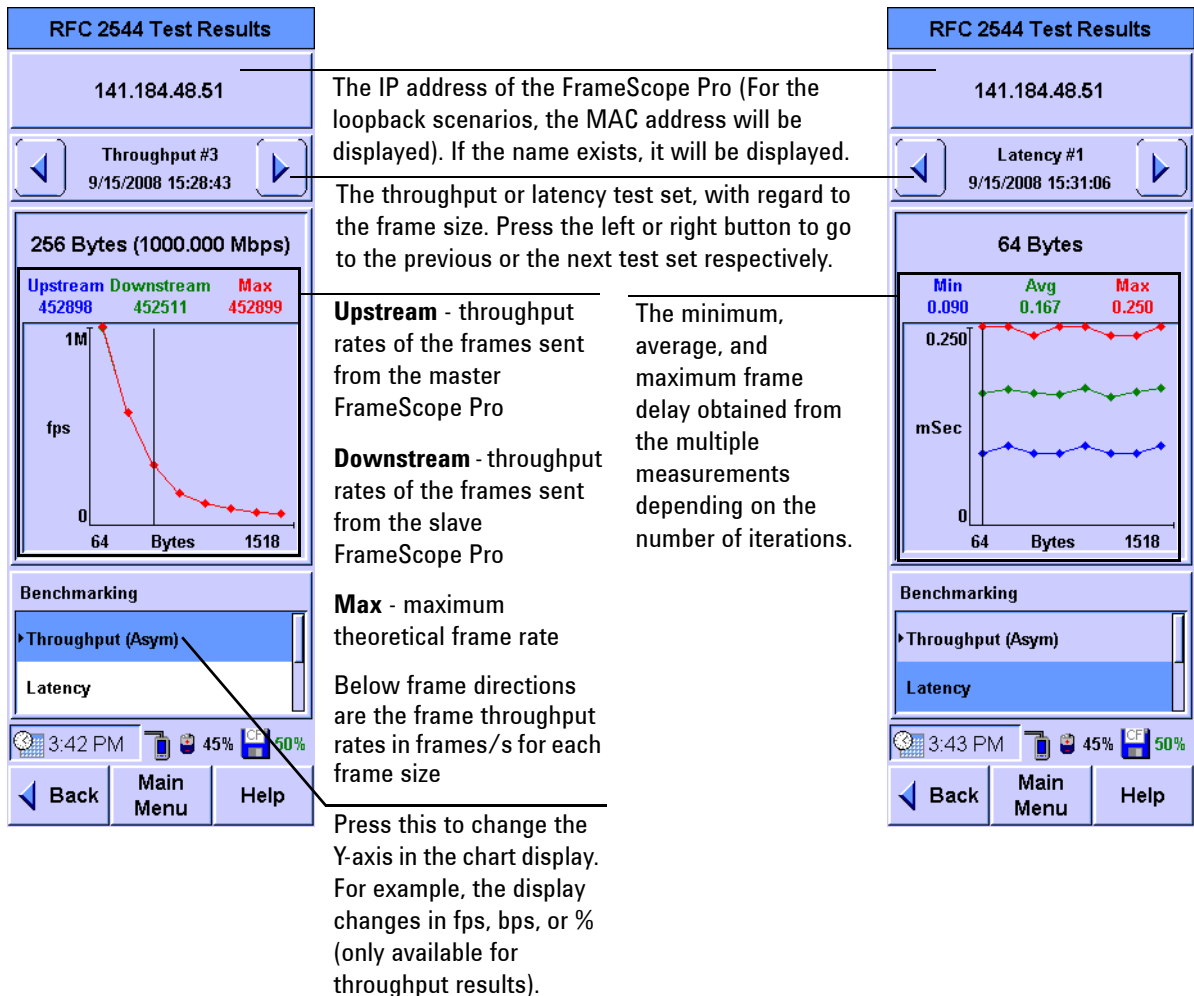 RFC 2544 Test Results
141.184.48.51
Throughput #3
9/15/2008 15:28:43
256 Bytes (1000.000 Mbps)
Upstream Downstream Max
452898 452511 452899
1M
fps
0
64 Bytes 1518
Benchmarking
Throughput (Asym)
Latency
3:42 PM 45% CF 50%
Back Main Menu Help
The IP address of the FrameScope Pro (For the
loopback scenarios, the MAC address will be
displayed). If the name exists, it will be displayed.
The throughput or latency test set, with regard to
the frame size. Press the left or right button to go
to the previous or the next test set respectively.
Upstream - throughput
rates of the frames sent
from the master
FrameScope Pro
Downstream - throughput
rates of the frames sent
from the slave
FrameScope Pro
Max - maximum
theoretical frame rate
Below frame directions
are the frame throughput
rates in frames/s for each
frame size
Press this to change the
Y-axis in the chart display.
For example, the display
changes in fps, bps, or %
(only available for
throughput results).
The minimum,
average, and
maximum frame
delay obtained from
the multiple
measurements
depending on the
number of iterations.
RFC 2544 Test Results
141.184.48.51
Latency #1
9/15/2008 15:31:06
64 Bytes
Min Avg Max
0.090 0.167 0.250
0.250
mSec
0
64 Bytes 1518
Benchmarking
Throughput (Asym)
Latency
3:43 PM 45% CF 50%
Back Main Menu Help